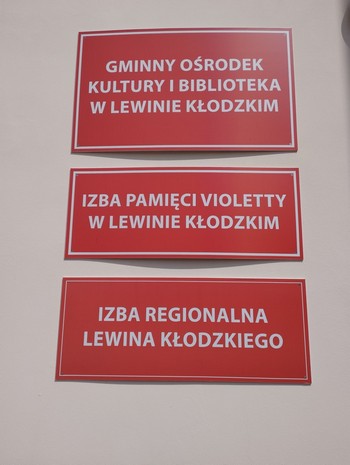 GMINNY OŚRODEK
KULTURY I BIBLIOTEKA
W LEWINIE KŁODZKIM
IZBA PAMIĘCI VIOLETTY
W LEWINIE KŁODZKIM
IZBA REGIONALNA
LEWINA KŁODZKIEGO